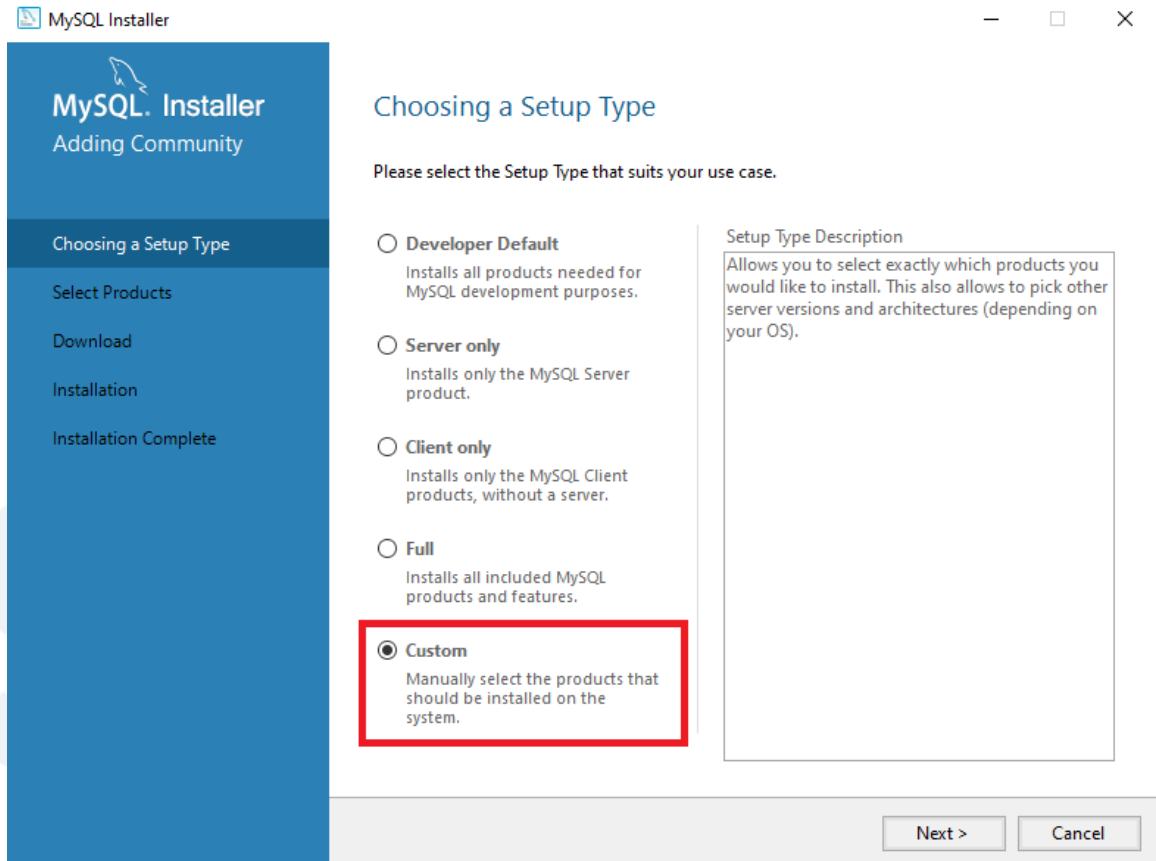 MySQL Installer
MySQL. Installer
Adding Community
Choosing a Setup Type
Select Products
Download
Installation
Installation Complete
Choosing a Setup Type
Please select the Setup Type that suits your use case.
Developer Default
Installs all products needed for
MySQL development purposes.
Server only
Installs only the MySQL Server
product.
Client only
Installs only the MySQL Client
products, without a server.
Full
Installs all included MySQL
products and features.
Custom
Manually select the products that
should be installed on the
system.
Setup Type Description
Allows you to select exactly which products you
would like to install. This also allows to pick other
server versions and architectures (depending on
your OS).
Next >
Cancel